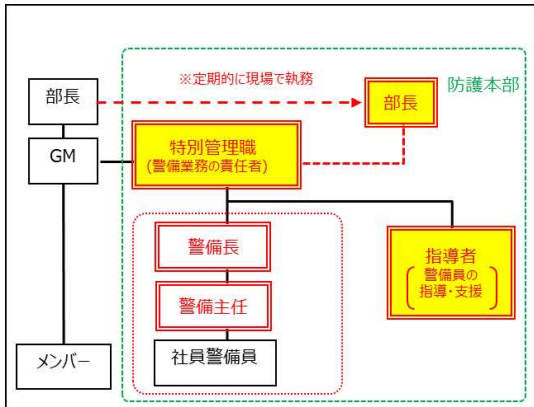 ※定期的に現場で執務
防護本部
部長
部長
GM
特別管理職
(警備業務の責任者)
警備長
指導者
警備員の
指導・支援
警備主任
メンバー
社員警備員